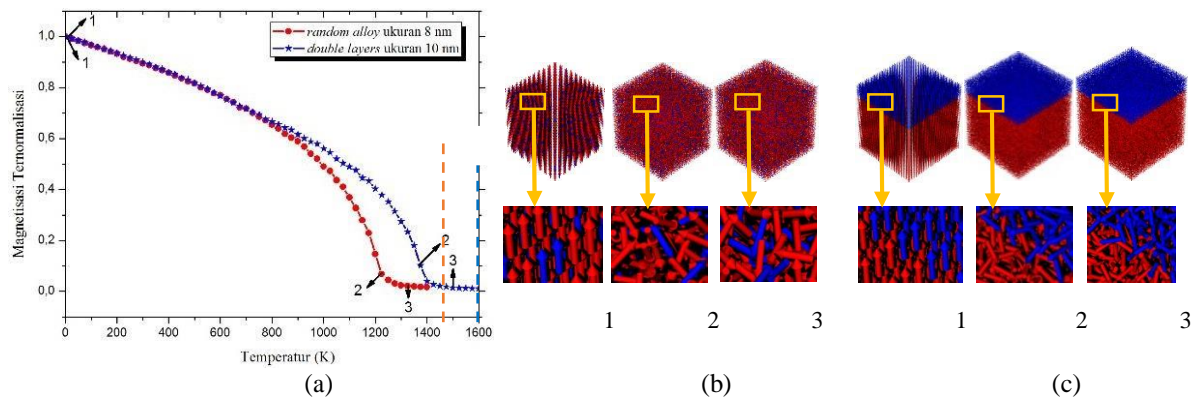 1
1
1,0
0,8
0,6
0,4
0,2
0,0
Magnetisasi Ternormalisasi
random alloy ukuran 8 nm
double layers ukuran 10 nm
2
3
2
3
0 200 400 600 800 1000 1200 1400 1600
Temperatur (K)
1 2 3
1 2 3
(a) (b) (c)